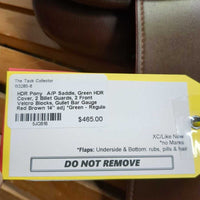 The Tack Collector
HDR Pony A/P Saddle, Green HDR
Cover, 2 Billet Guards, 2 Front
Velcro Blocks, Gullet Bar Gauge
Red Brown 14" adj *Green - Regula
$465.00
XC/Like New
*no Marks
*Flaps: Underside & Bottom: rubs, pills & hair
DO NOT REMOVE